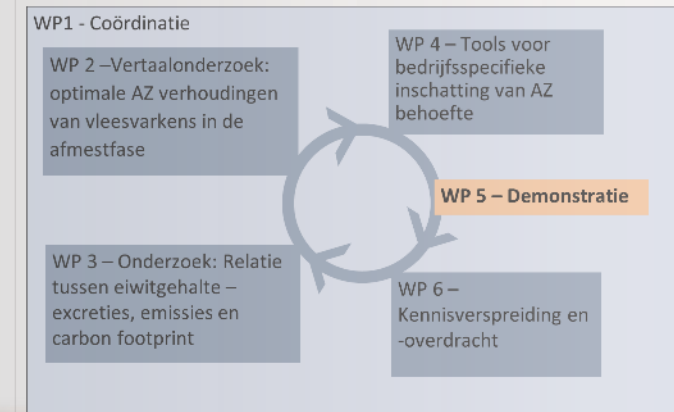 WP1 - Coördinatie
WP 2 –Vertaalonderzoek:
optimale AZ verhoudingen
van vleesvarkens in de
afmestfase
WP 4 – Tools voor
bedrijfsspecifieke
inschatting van AZ
behoefte
WP 5 – Demonstratie
WP 3 – Onderzoek: Relatie
tussen eiwitgehalte –
excreties, emissies en
carbon footprint
WP 6 –
Kennisverspreiding en
-overdracht